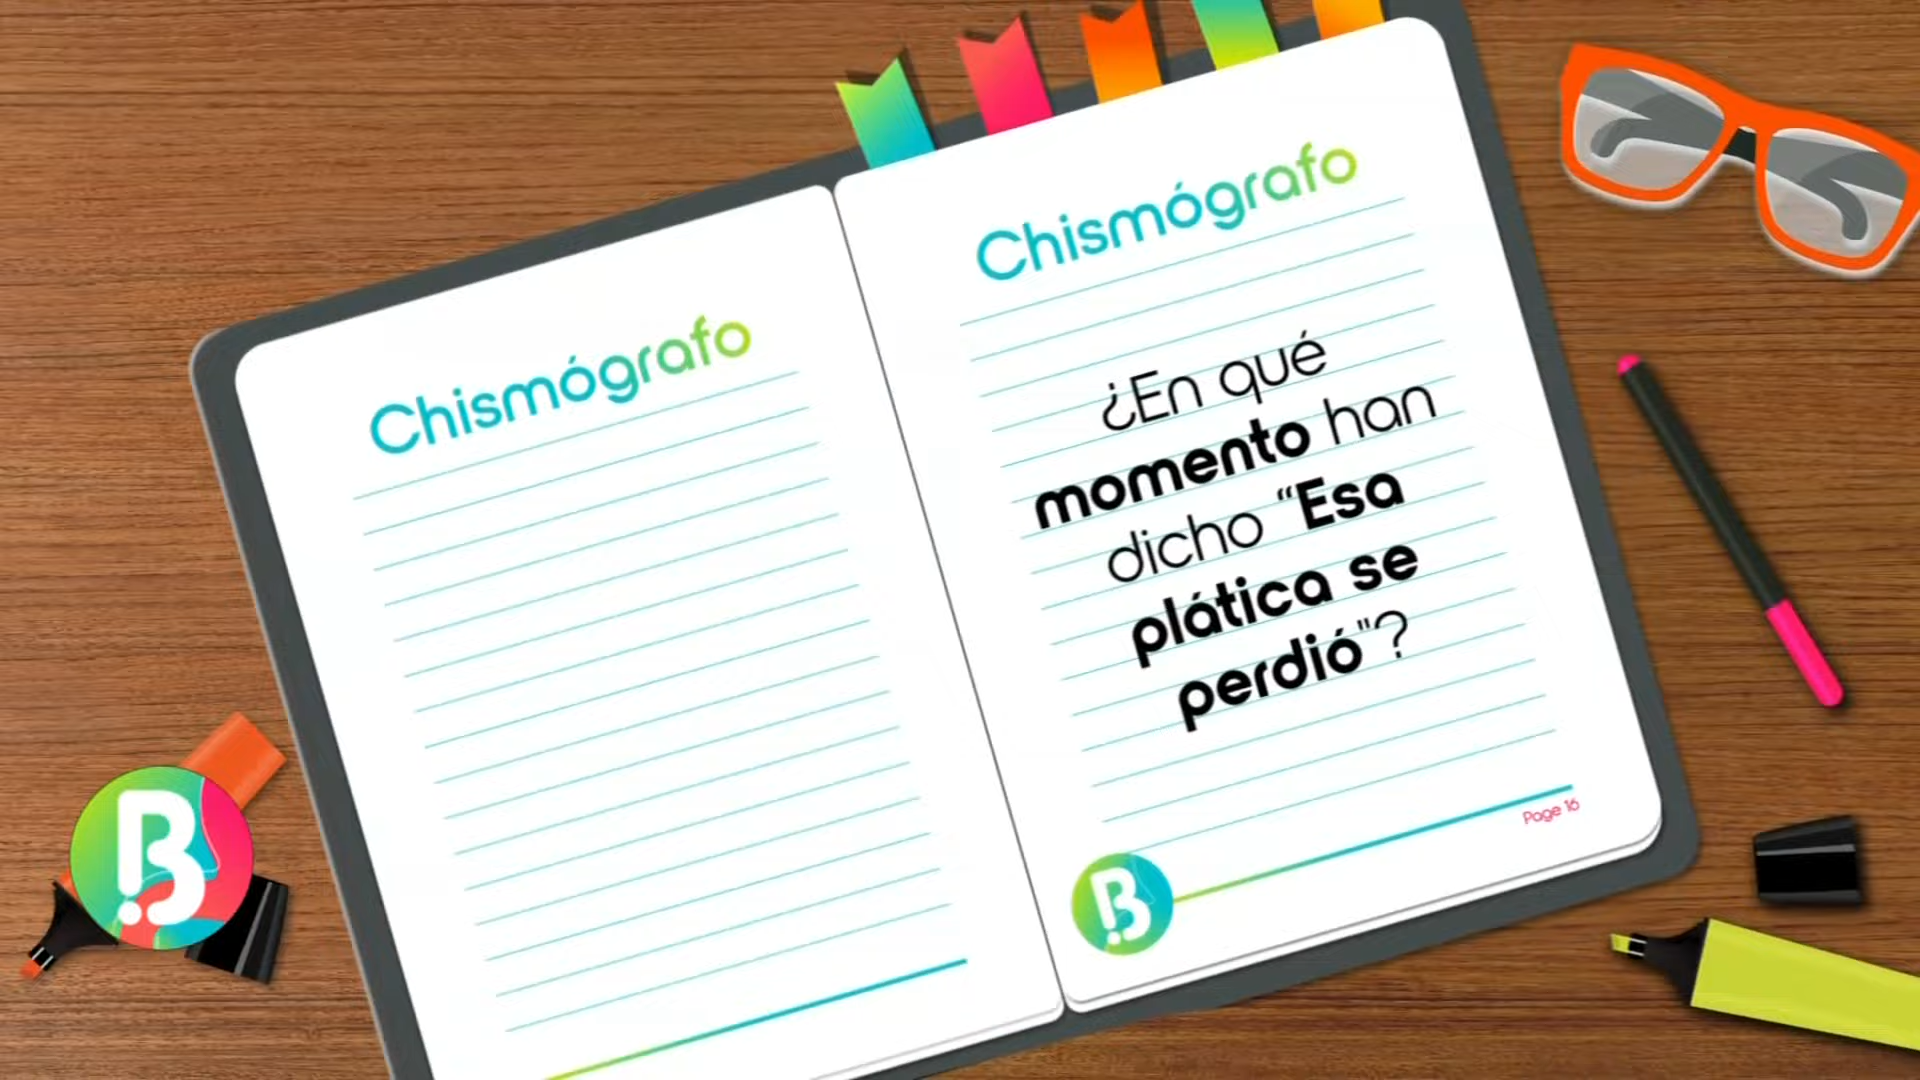 Chismógrafo
Chismógrafo
¿En qué
momento han
dicho “Esa
plática se
perdió"?
Page 16
B
B